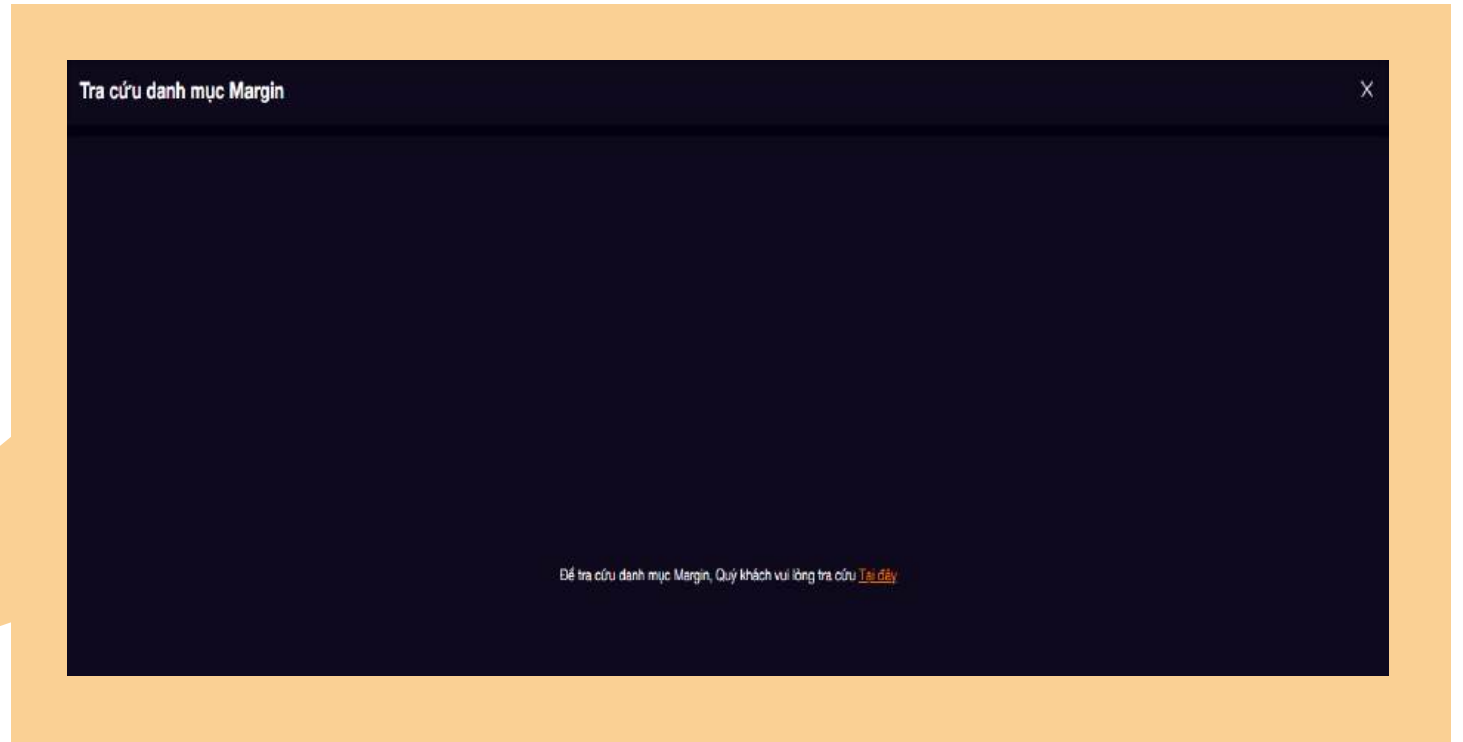 Tra cứu danh mục Margin X
Để tra cứu danh mục Margin, Quý khách vui lòng tra cứu Tại đây